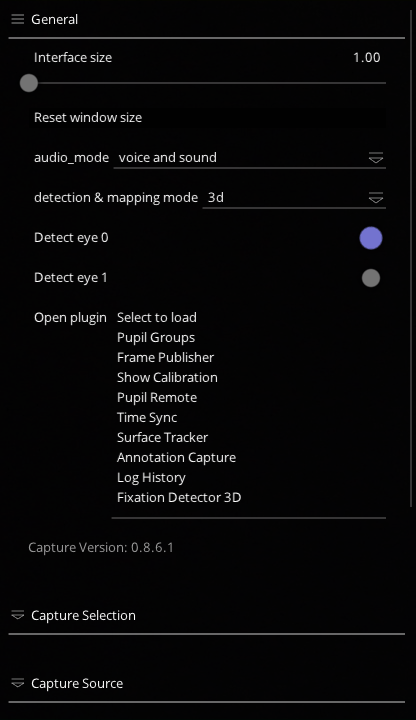 General
Interface size 1.00
Reset window size
audio_mode voice and sound
detection & mapping mode 3d
Detect eye 0
Detect eye 1
Open plugin Select to load
Pupil Groups
Frame Publisher
Show Calibration
Pupil Remote
Time Sync
Surface Tracker
Annotation Capture
Log History
Fixation Detector 3D
Capture Version: 0.8.6.1
Capture Selection
Capture Source